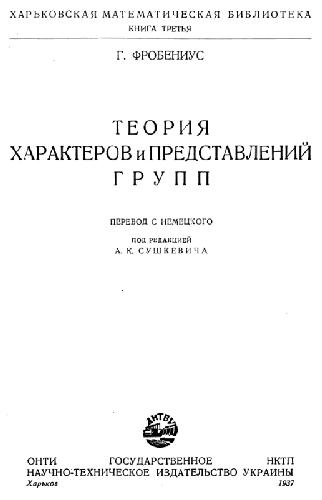 ХАРЬКОВСКАЯ МАТЕМАТИЧЕСКАЯ БИБЛИОТЕКА
КНИГА ТРЕТЬЯ
Г. ФРОБЕНИУС
ТЕОРИЯ
ХАРАКТЕРОВ И ПРЕДСТАВЛЕНИЙ
ГРУПП
ПЕРЕВОД С НЕМЕЦКОГО
ПОД РЕДАКЦИЕЙ
А. К. СУШКЕВИЧА
ДНТВУ
ОНТИ ГОСУДАРСТВЕННОЕ НКТП
НАУЧНО-ТЕХНИЧЕСКОЕ ИЗДАТЕЛЬСТВО УКРАИНЫ
Харьков 1937